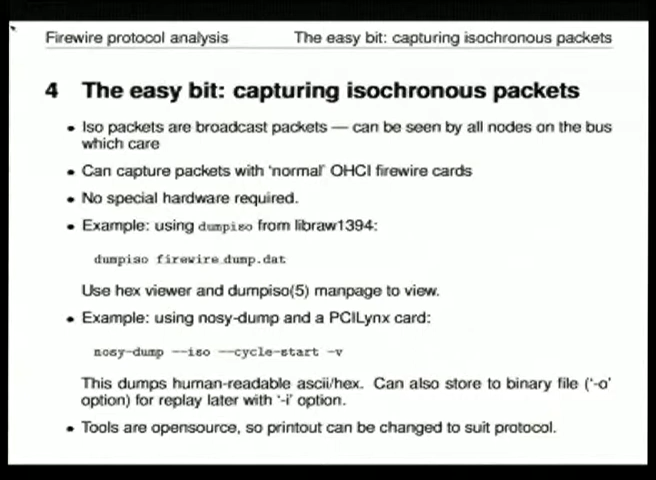 Firewire protocol analysis The easy bit: capturing isochronous packets
4 The easy bit: capturing isochronous packets
• Iso packets are broadcast packets — can be seen by all nodes on the bus
which care
• Can capture packets with 'normal' OHCI firewire cards
• No special hardware required.
• Example: using dumpiso from libraw1394:
dumpiso firewire_dump.dat
Use hex viewer and dumpiso(5) manpage to view.
• Example: using nosy-dump and a PCILynx card:
nosy-dump --iso --cycle-start -v
This dumps human-readable ascii/hex. Can also store to binary file ('-o'
option) for replay later with '-i' option.
• Tools are opensource, so printout can be changed to suit protocol.